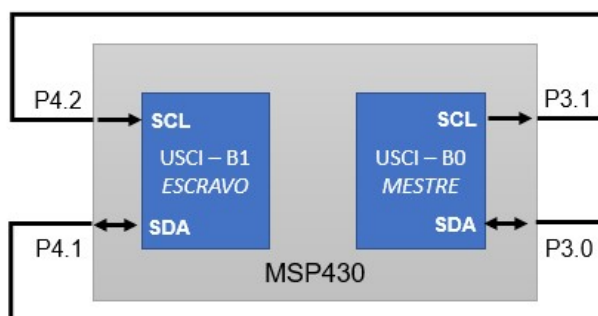 P4.2
SCL
USCI – B1
ESCRAVO
SDA
P4.1
P3.1
SCL
USCI – B0
MESTRE
SDA
P3.0
MSP430